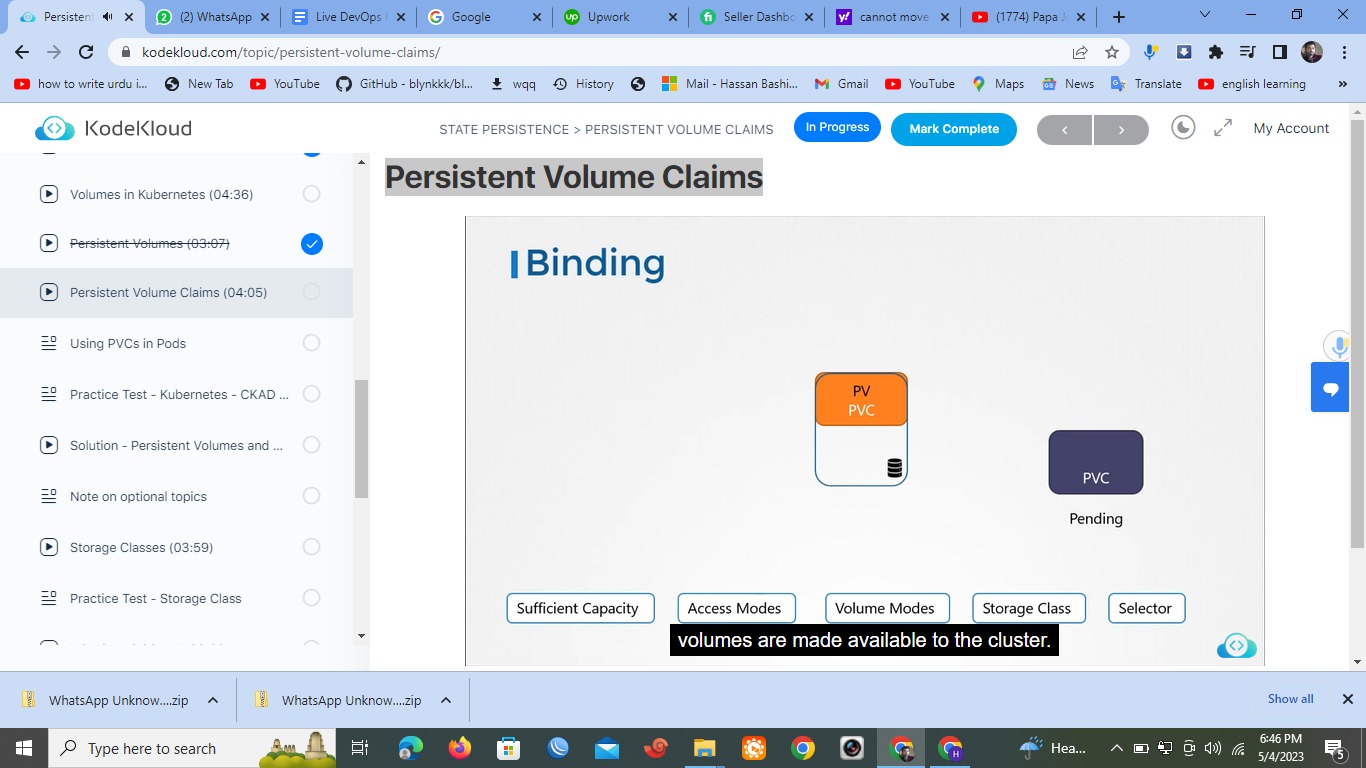 Persistent
(2) WhatsApp
Live DevOps
Google
Upwork
Seller Dashbo
cannot move
(1774) Papa J
kodekloud.com/topic/persistent-volume-claims/
how to write urdu i...
New Tab
YouTube
GitHub - blynkkk/bl...
wqq
History
Mail - Hassan Bashi...
Gmail
YouTube
Maps
News
Translate
english learning
»
KodeKloud
STATE PERSISTENCE > PERSISTENT VOLUME CLAIMS
In Progress
Mark Complete
<
>
My Account
Volumes in Kubernetes (04:36)
Persistent Volumes (03:07)
Persistent Volume Claims (04:05)
Using PVCs in Pods
Practice Test - Kubernetes - CKAD ...
Solution - Persistent Volumes and ...
Note on optional topics
Storage Classes (03:59)
Practice Test - Storage Class
Persistent Volume Claims
Binding
PV
PVC
PVC
Pending
Sufficient Capacity
Access Modes
Volume Modes
Storage Class
Selector
volumes are made available to the cluster.
WhatsApp Unknow....zip
WhatsApp Unknow....zip
Show all
Type here to search
H
Hea...
6:46 PM
5/4/2023
5